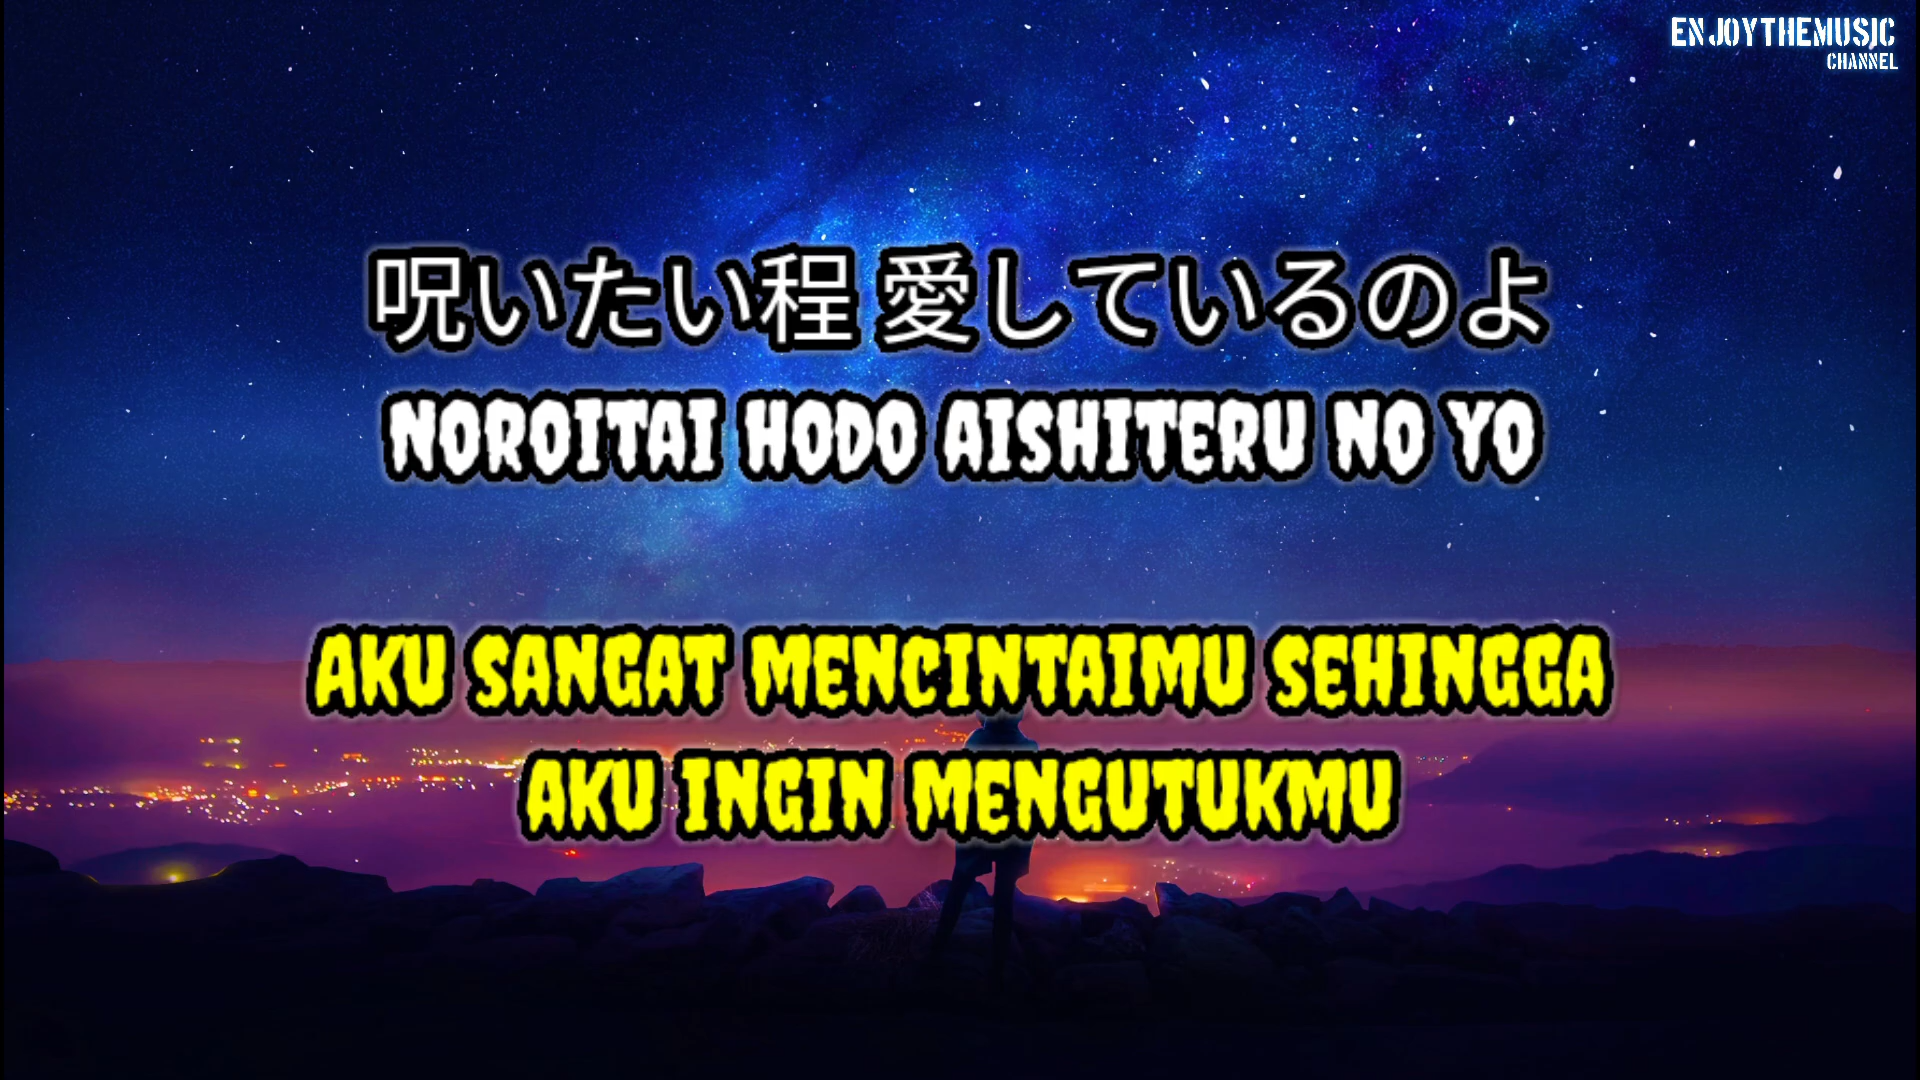 ENJOYTHEMUSIC
CHANNEL
呪いたい程 愛しているのよ
NOROITAI HODO AISHITERU NO YO
AKU SANGAT MENCINTAIMU SEHINGGA
AKU INGIN MENGUTUKMU